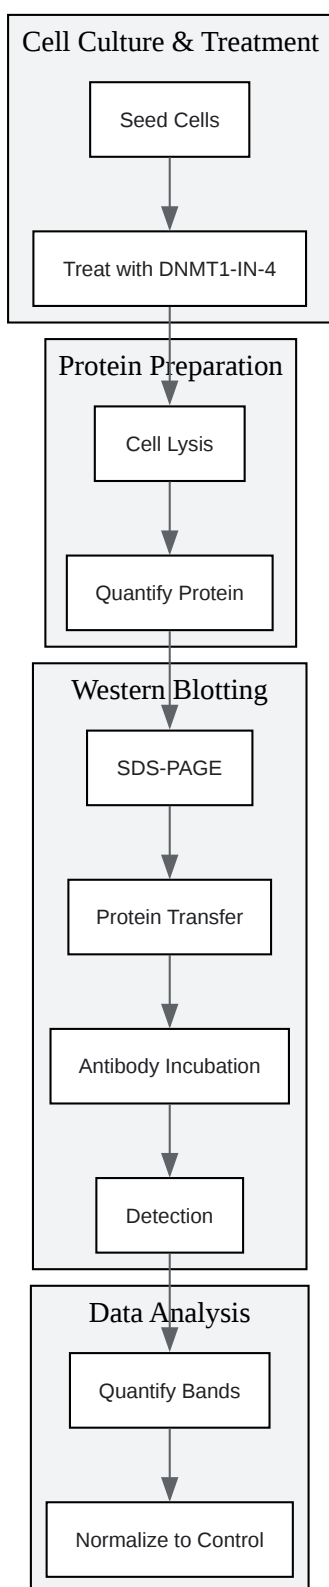 Cell Culture & Treatment
Seed Cells
Treat with DNMT1-IN-4
Protein Preparation
Cell Lysis
Quantify Protein
Western Blotting
SDS-PAGE
Protein Transfer
Antibody Incubation
Detection
Data Analysis
Quantify Bands
Normalize to Control